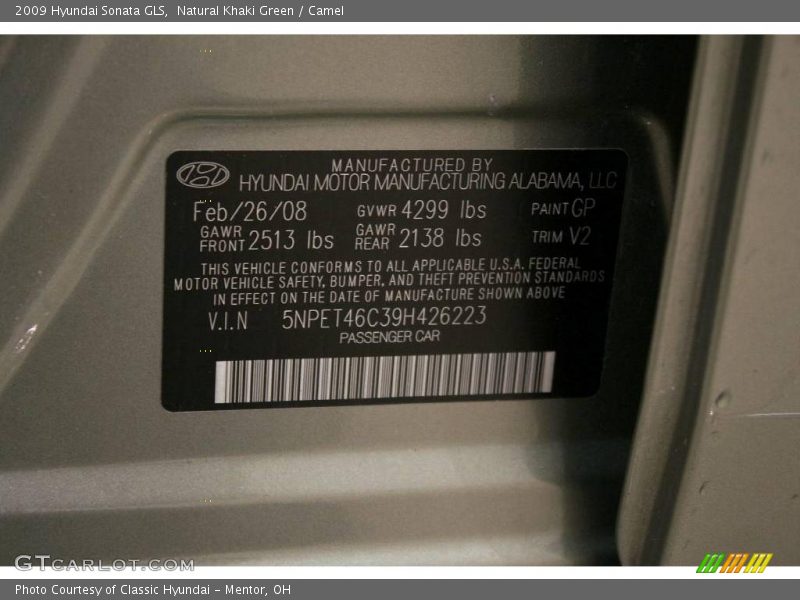 2009 Hyundai Sonata GLS,  Natural Khaki Green / Camel
MANUFACTURED BY
HYUNDAI MOTOR MANUFACTURING ALABAMA, LLC
Feb/26/08 GVWR 4299 lbs PAINT GP
GAWR FRONT 2513 lbs GAWR REAR 2138 lbs TRIM V2
THIS VEHICLE CONFORMS TO ALL APPLICABLE U.S.A. FEDERAL
MOTOR VEHICLE SAFETY, BUMPER, AND THEFT PREVENTION STANDARDS
IN EFFECT ON THE DATE OF MANUFACTURE SHOWN ABOVE
V.I.N 5NPET46C39H426223
PASSENGER CAR
GTCARLOT.COM
Photo Courtesy of Classic Hyundai - Mentor, OH